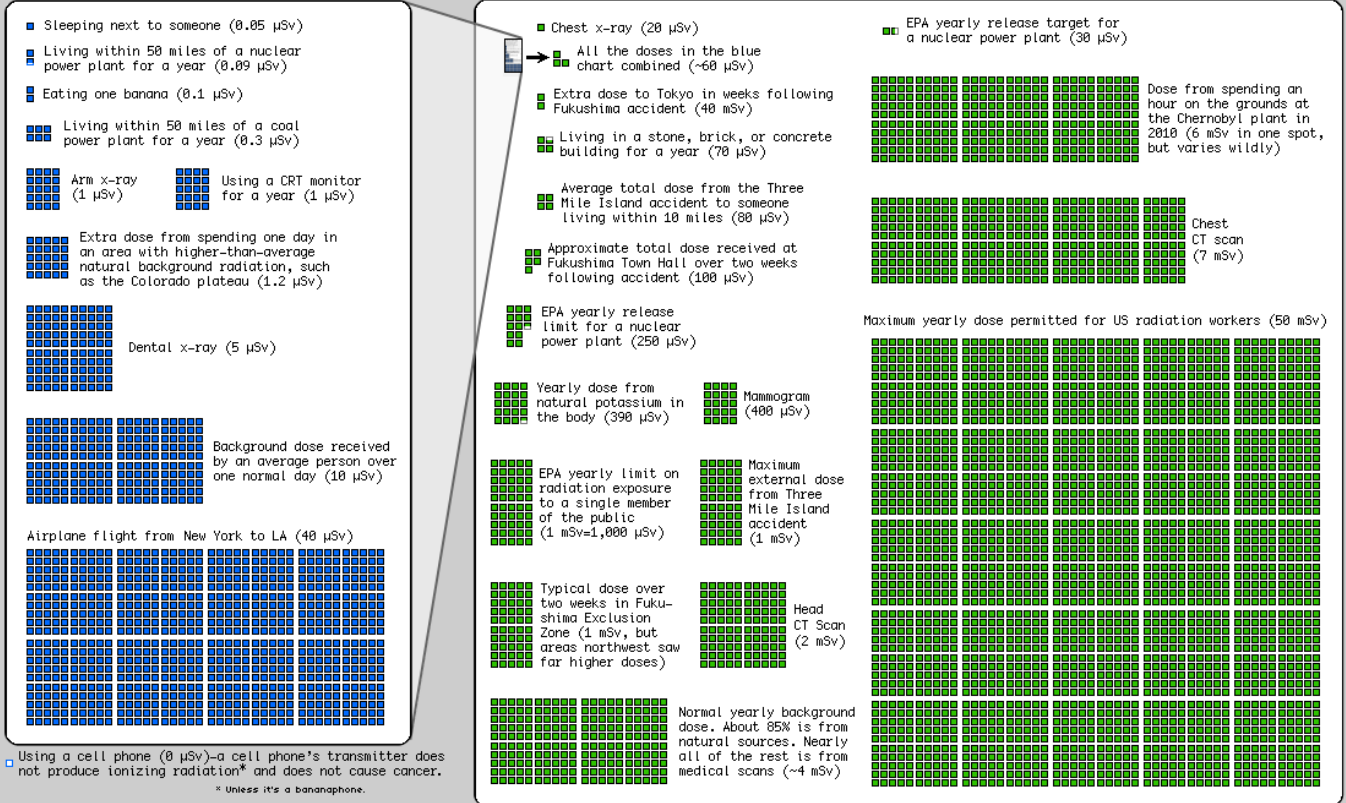 Sleeping next to someone (0.05 µSv)
Living within 50 miles of a nuclear
power plant for a year (0.09 µSv)
Eating one banana (0.1 µSv)
Living within 50 miles of a coal
power plant for a year (0.3 µSv)
Arm x-ray
(1 µSv)
Using a CRT monitor
for a year (1 µSv)
Extra dose from spending one day in
an area with higher-than-average
natural background radiation, such
as the Colorado plateau (1.2 µSv)
Dental x-ray (5 µSv)
Background dose received
by an average person over
one normal day (10 µSv)
Airplane flight from New York to LA (40 µSv)
Using a cell phone (0 µSv)–a cell phone's transmitter does
not produce ionizing radiation* and does not cause cancer.
* Unless it's a bananaphone.
Chest x-ray (20 µSv)
All the doses in the blue
chart combined (~60 µSv)
Extra dose to Tokyo in weeks following
Fukushima accident (40 mSv)
Living in a stone, brick, or concrete
building for a year (70 µSv)
Average total dose from the Three
Mile Island accident to someone
living within 10 miles (80 µSv)
Approximate total dose received at
Fukushima Town Hall over two weeks
following accident (100 µSv)
EPA yearly release
limit for a nuclear
power plant (250 µSv)
Yearly dose from
natural potassium in
the body (390 µSv)
Mammogram
(400 µSv)
EPA yearly limit on
radiation exposure
to a single member
of the public
(1 mSv=1,000 µSv)
Maximum
external dose
from Three
Mile Island
accident
(1 mSv)
Typical dose over
two weeks in Fuku-
shima Exclusion
Zone (1 mSv, but
areas northwest saw
far higher doses)
Head
CT Scan
(2 mSv)
Normal yearly background
dose. About 85% is from
natural sources. Nearly
all of the rest is from
medical scans (~4 mSv)
EPA yearly release target for
a nuclear power plant (30 µSv)
Dose from spending an
hour on the grounds at
the Chernobyl plant in
2010 (6 mSv in one spot,
but varies wildly)
Chest
CT scan
(7 mSv)
Maximum yearly dose permitted for US radiation workers (50 mSv)